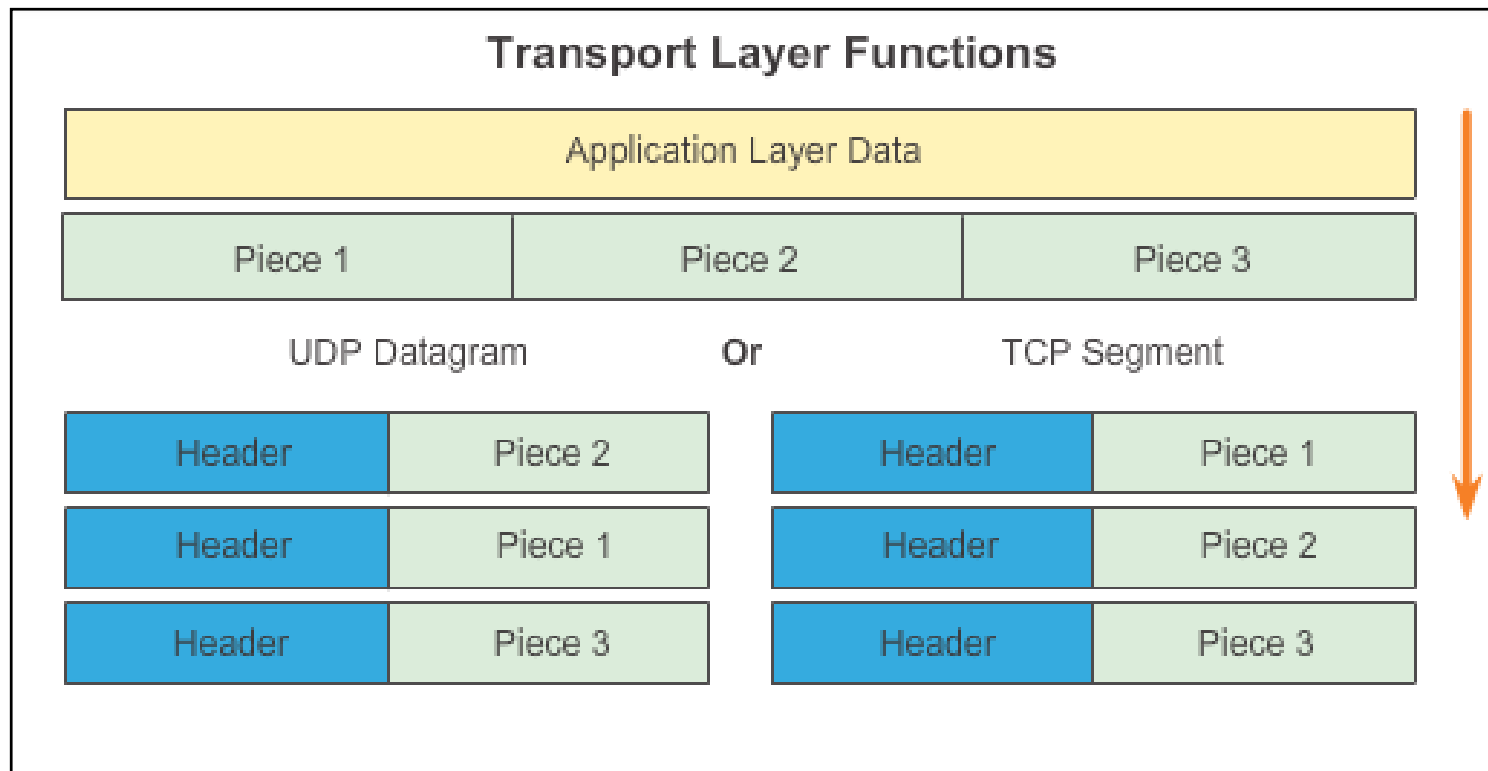 Transport Layer Functions
Application Layer Data
Piece 1 Piece 2 Piece 3
UDP Datagram Or TCP Segment
Header Piece 2 Header Piece 1
Header Piece 1 Header Piece 2
Header Piece 3 Header Piece 3